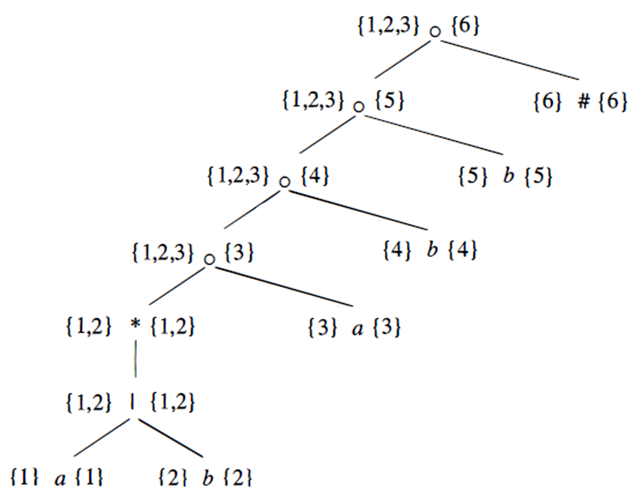 {1,2,3} ○ {6}
{1,2,3} ○ {5} {6} # {6}
{1,2,3} ○ {4} {5} b {5}
{1,2,3} ○ {3} {4} b {4}
{1,2} * {1,2} {3} a {3}
{1,2} | {1,2}
{1} a {1} {2} b {2}